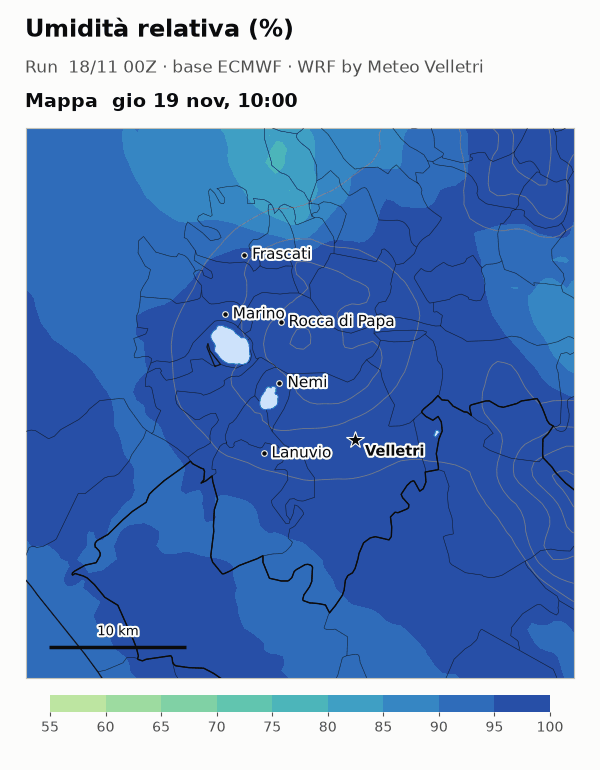 Umidità relativa (%)
Run  18/11 00Z · base ECMWF · WRF by Meteo Velletri
Mappa  gio 19 nov, 10:00
Frascati
Marino
Rocca di Papa
Nemi
Velletri
Lanuvio
10 km
55 60 65 70 75 80 85 90 95 100